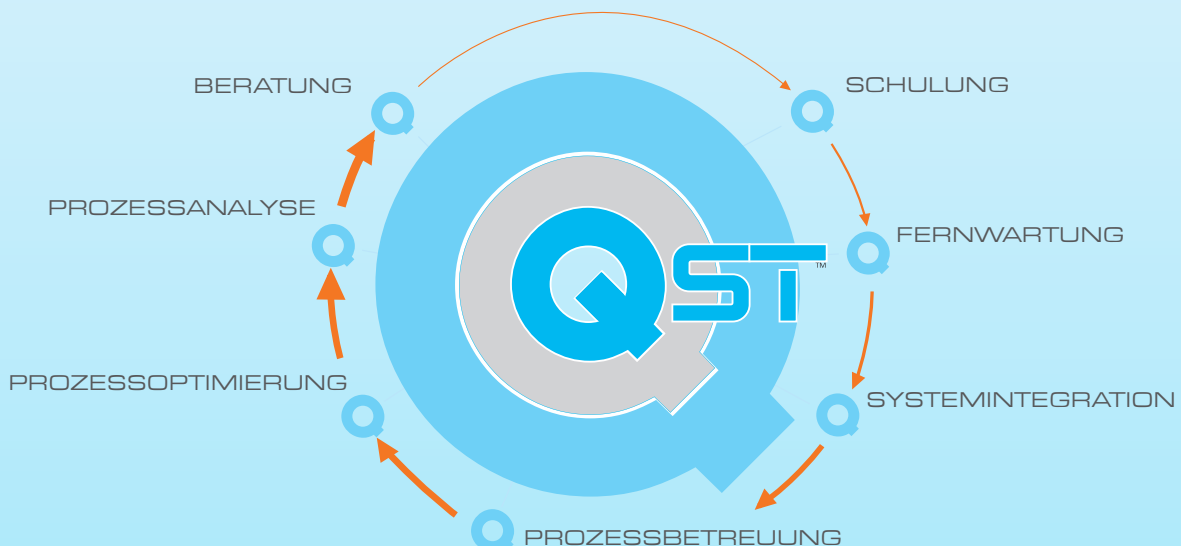 BERATUNG
SCHULUNG
PROZESSANALYSE
FERNWARTUNG
QST™
PROZESSOPTIMIERUNG
SYSTEMINTEGRATION
PROZESSBETREUUNG